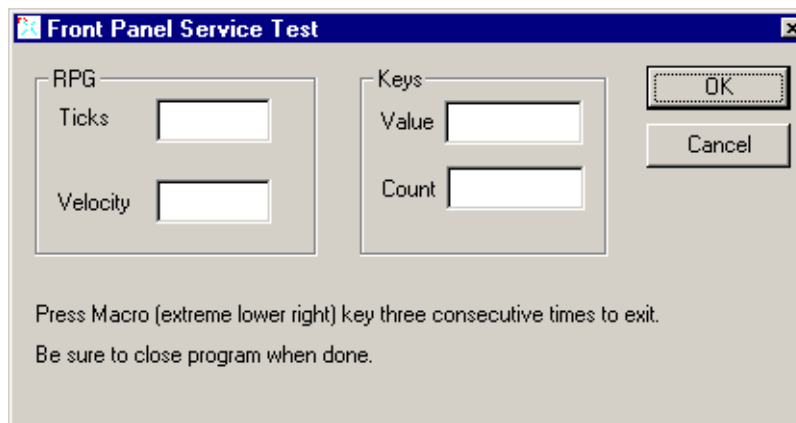 Front Panel Service Test
RPG
Ticks
Velocity
Keys
Value
Count
OK
Cancel
Press Macro (extreme lower right) key three consecutive times to exit.
Be sure to close program when done.